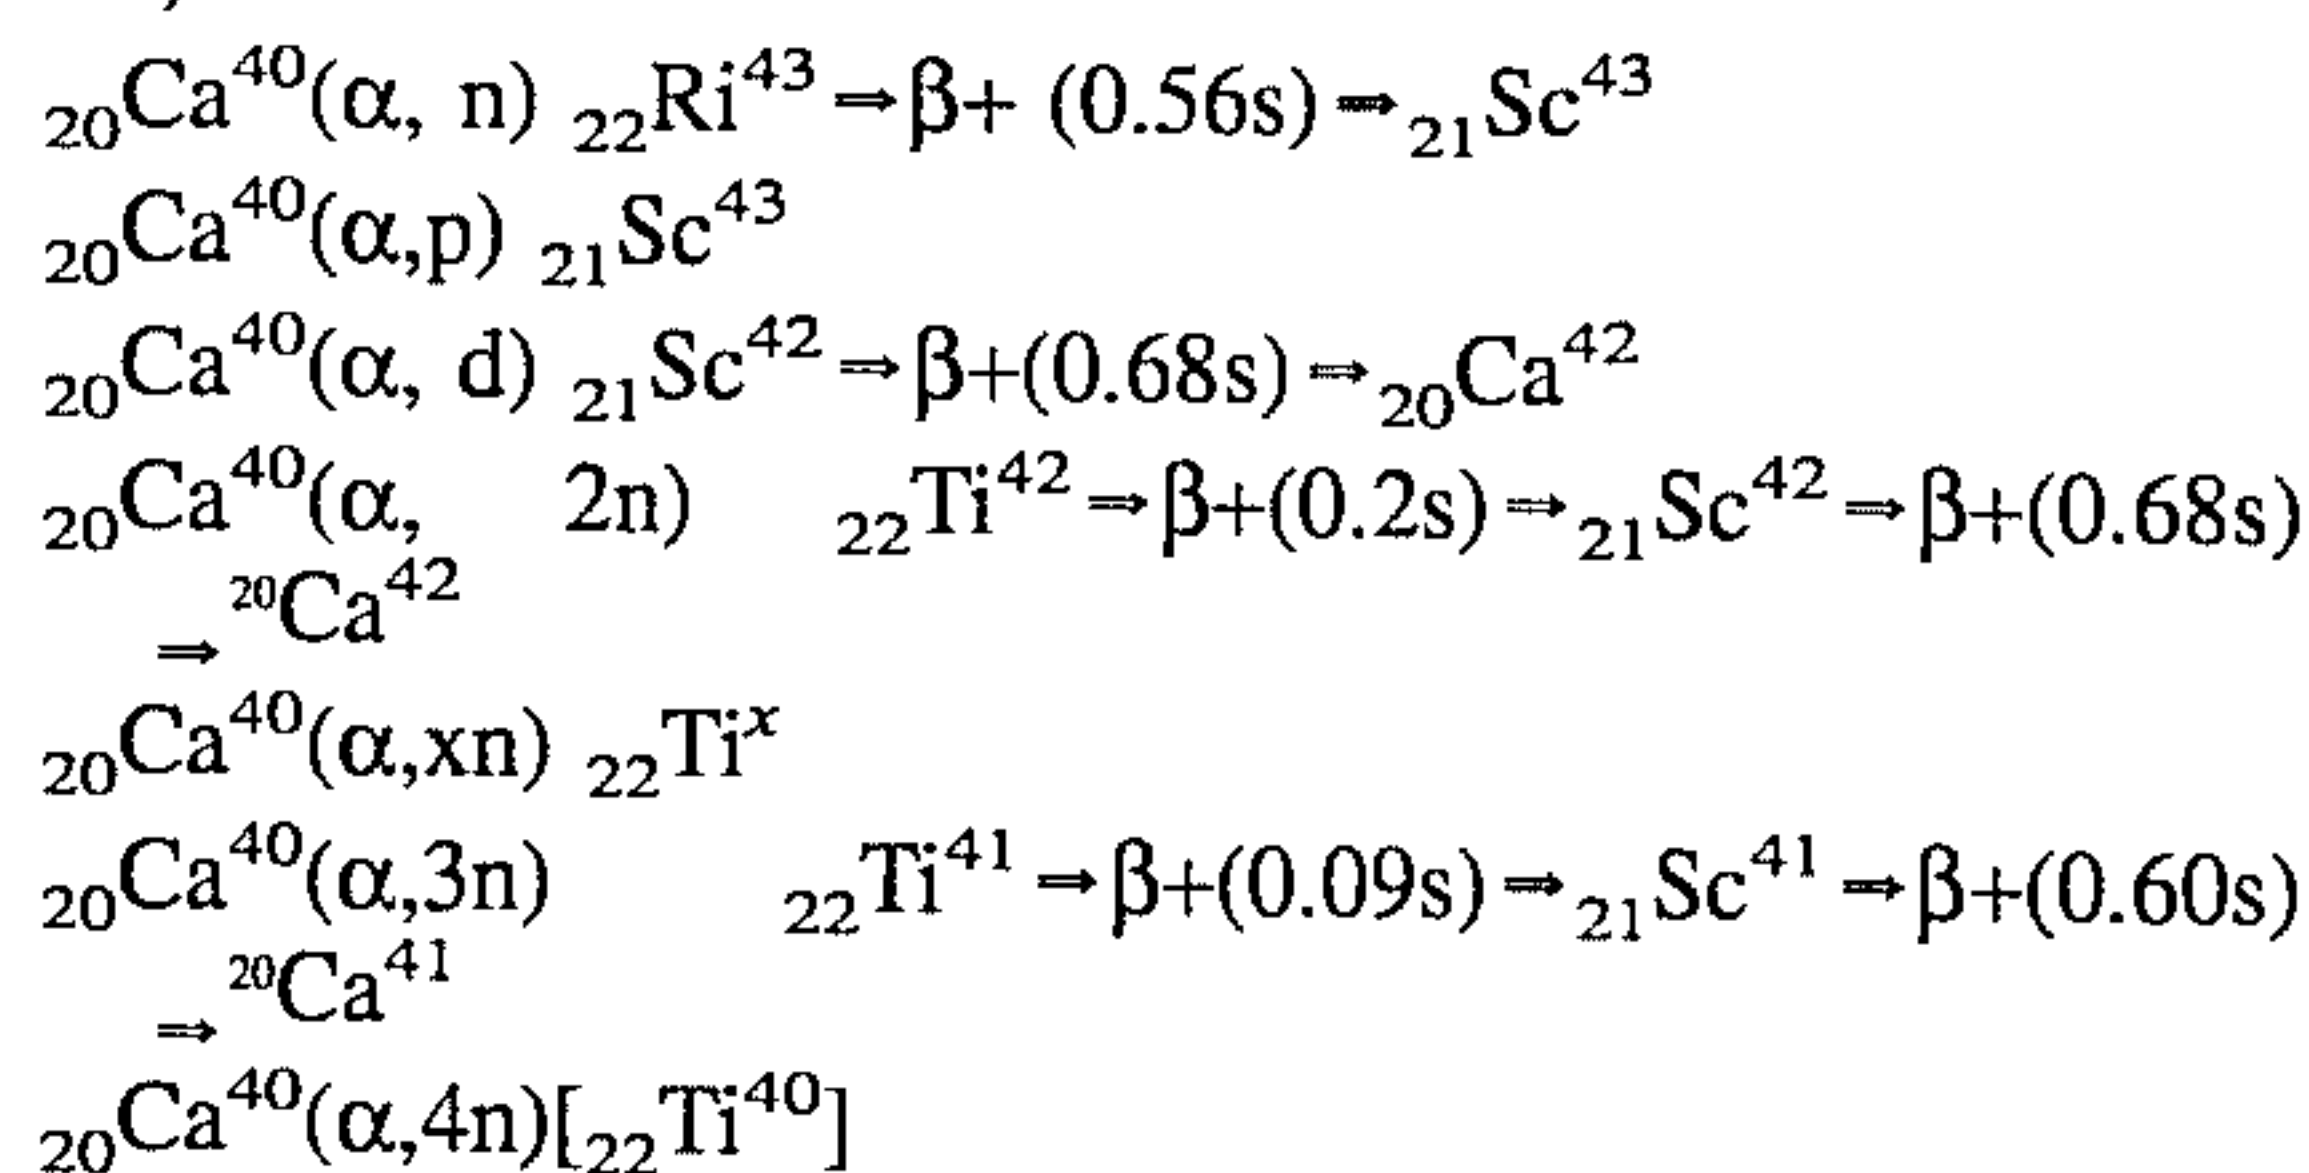 ₂₀Ca⁴⁰(α, n) ₂₂Ri⁴³⇒β+ (0.56s)⇒₂₁Sc⁴³
₂₀Ca⁴⁰(α,p) ₂₁Sc⁴³
₂₀Ca⁴⁰(α, d) ₂₁Sc⁴²⇒β+(0.68s)⇒₂₀Ca⁴²
₂₀Ca⁴⁰(α, 2n) ₂₂Ti⁴²⇒β+(0.2s)⇒₂₁Sc⁴²⇒β+(0.68s)
⇒²⁰Ca⁴²
₂₀Ca⁴⁰(α,xn) ₂₂Tiˣ
₂₀Ca⁴⁰(α,3n) ₂₂Ti⁴¹⇒β+(0.09s)⇒₂₁Sc⁴¹⇒β+(0.60s)
⇒²⁰Ca⁴¹
₂₀Ca⁴⁰(α,4n)[₂₂Ti⁴⁰]